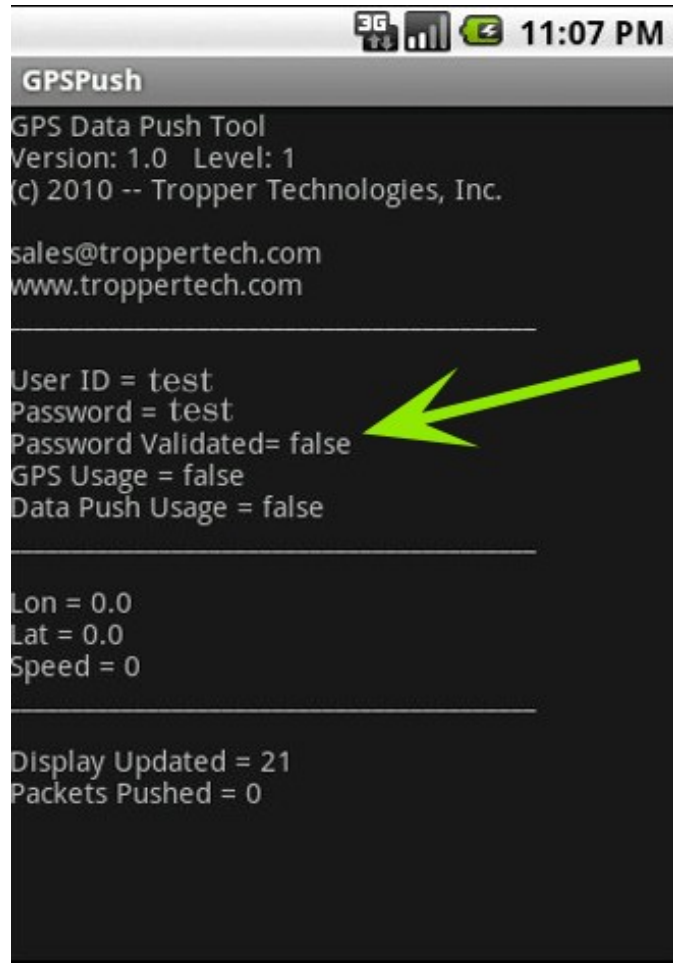 3G 11:07 PM
GPSPush
GPS Data Push Tool
Version: 1.0 Level: 1
(c) 2010 -- Tropper Technologies, Inc.
sales@troppertech.com
www.troppertech.com
User ID = test
Password = test
Password Validated= false
GPS Usage = false
Data Push Usage = false
Lon = 0.0
Lat = 0.0
Speed = 0
Display Updated = 21
Packets Pushed = 0